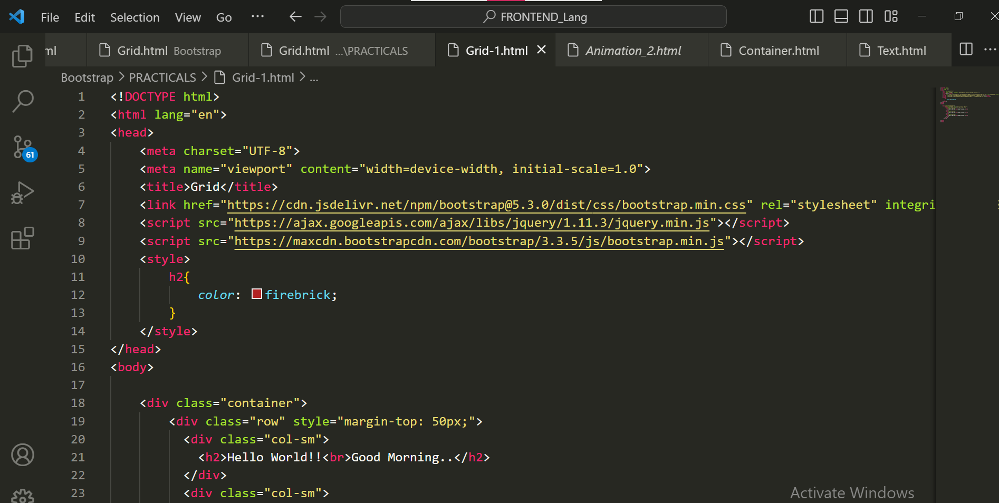 File Edit Selection View Go ··· FRONTEND_Lang
ml Grid.html Bootstrap Grid.html ...\PRACTICALS Grid-1.html Animation_2.html Container.html Text.html
Bootstrap > PRACTICALS > Grid-1.html > ...
1 <!DOCTYPE html>
2 <html lang="en">
3 <head>
4 <meta charset="UTF-8">
5 <meta name="viewport" content="width=device-width, initial-scale=1.0">
6 <title>Grid</title>
7 <link href="https://cdn.jsdelivr.net/npm/bootstrap@5.3.0/dist/css/bootstrap.min.css" rel="stylesheet" integri
8 <script src="https://ajax.googleapis.com/ajax/libs/jquery/1.11.3/jquery.min.js"></script>
9 <script src="https://maxcdn.bootstrapcdn.com/bootstrap/3.3.5/js/bootstrap.min.js"></script>
10 <style>
11 h2{
12 color: firebrick;
13 }
14 </style>
15 </head>
16 <body>
17
18 <div class="container">
19 <div class="row" style="margin-top: 50px;">
20 <div class="col-sm">
21 <h2>Hello World!!<br>Good Morning..</h2>
22 </div>
23 <div class="col-sm">
61
Activate Windows